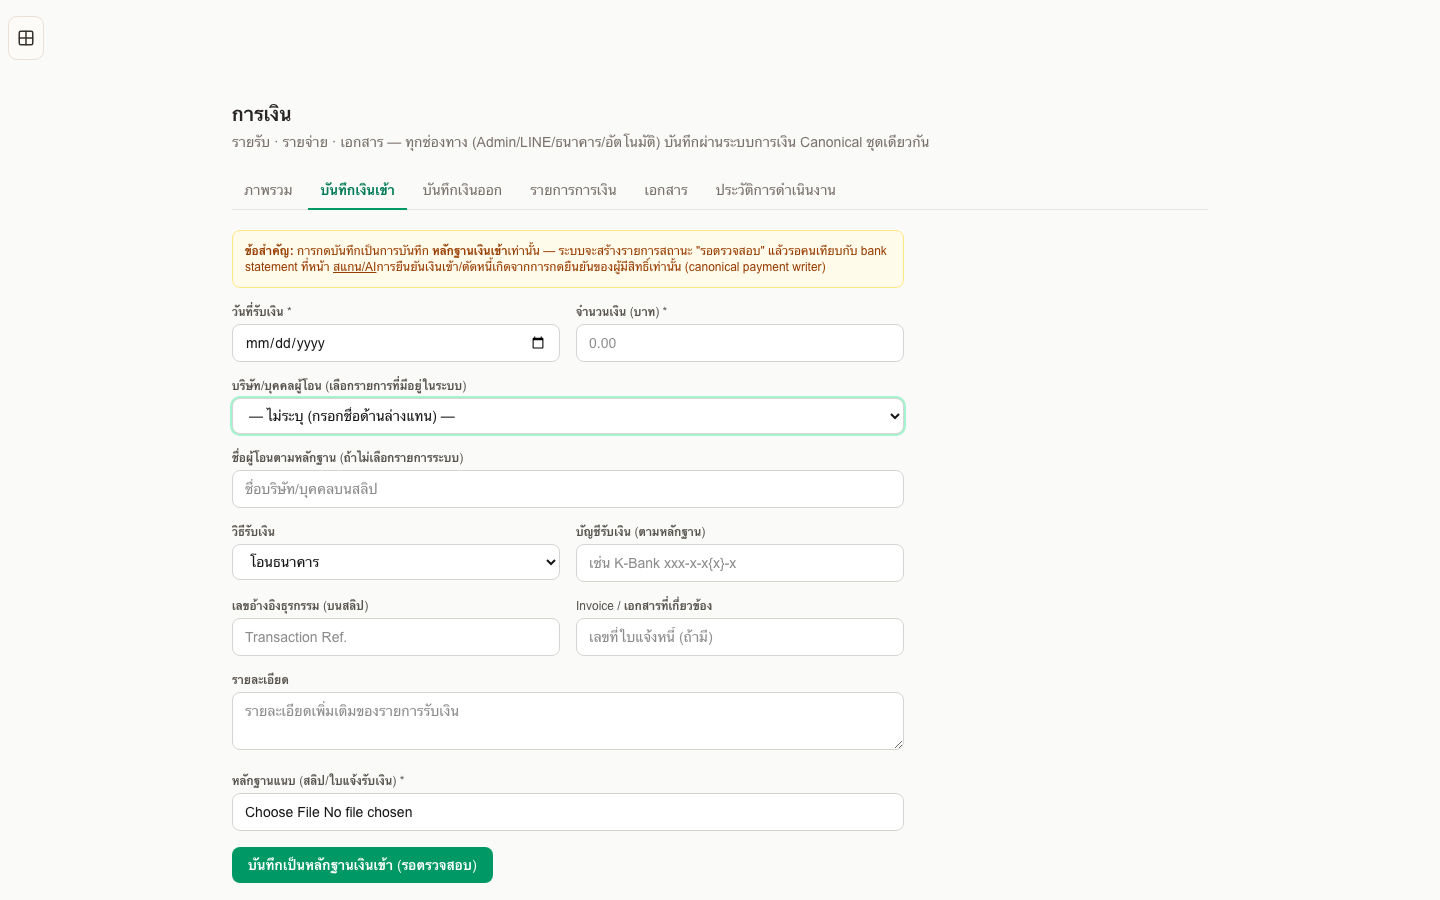 การเงิน
รายรับ · รายจ่าย · เอกสาร — ทุกช่องทาง (Admin/LINE/ธนาคาร/อัตโนมัติ) บันทึกผ่านระบบการเงิน Canonical ชุดเดียวกัน
ภาพรวม บันทึกเงินเข้า บันทึกเงินออก รายการการเงิน เอกสาร ประวัติการดำเนินงาน
ข้อสำคัญ: การกดบันทึกเป็นการบันทึก หลักฐานเงินเข้าเท่านั้น — ระบบจะสร้างรายการสถานะ "รอตรวจสอบ" แล้วรอคนเทียบกับ bank
statement ที่หน้า สแกน/AIการยืนยันเงินเข้า/ตัดหนี้เกิดจากการกดยืนยันของผู้มีสิทธิ์เท่านั้น (canonical payment writer)
วันที่รับเงิน * จำนวนเงิน (บาท) *
mm/dd/yyyy 0.00
บริษัท/บุคคลผู้โอน (เลือกรายการที่มีอยู่ในระบบ)
— ไม่ระบุ (กรอกชื่อด้านล่างแทน) —
ชื่อผู้โอนตามหลักฐาน (ถ้าไม่เลือกรายการระบบ)
ชื่อบริษัท/บุคคลบนสลิป
วิธีรับเงิน บัญชีรับเงิน (ตามหลักฐาน)
โอนธนาคาร เช่น K-Bank xxx-x-x{x}-x
เลขอ้างอิงธุรกรรม (บนสลิป) Invoice / เอกสารที่เกี่ยวข้อง
Transaction Ref. เลขที่ใบแจ้งหนี้ (ถ้ามี)
รายละเอียด
รายละเอียดเพิ่มเติมของรายการรับเงิน
หลักฐานแนบ (สลิป/ใบแจ้งรับเงิน) *
Choose File No file chosen
บันทึกเป็นหลักฐานเงินเข้า (รอตรวจสอบ)